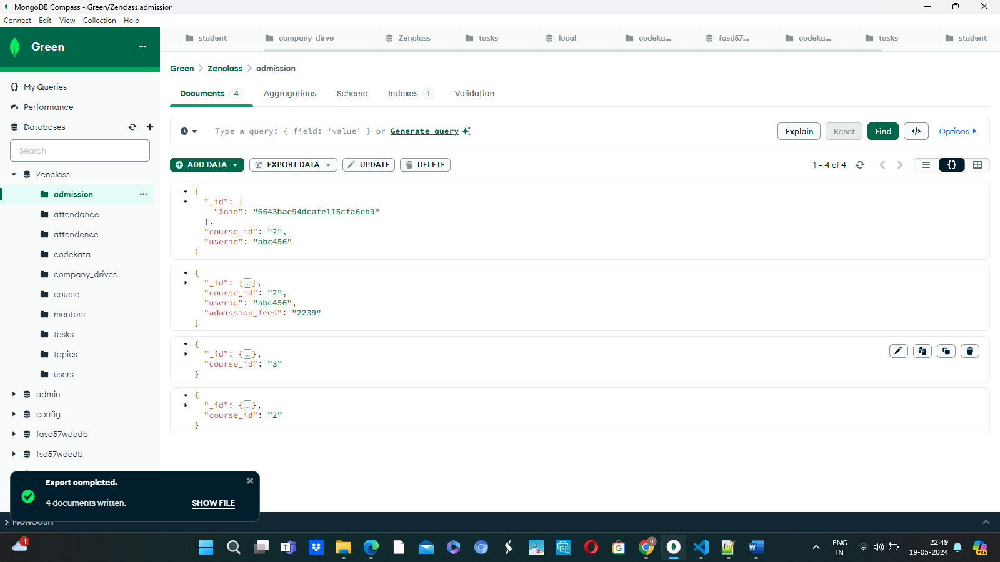 MongoDB Compass - Green/Zenclass.admission
Connect Edit View Collection Help
Green ...
student company_dirve Zenclass tasks local codeka... fasd57... codeka... tasks student
{} My Queries
Performance
Databases
Search
Zenclass
admission ...
attendance
attendence
codekata
company_drives
course
mentors
tasks
topics
users
admin
config
fasd57wdedb
fsd57wdedb
Green > Zenclass > admission
Documents 4 Aggregations Schema Indexes 1 Validation
Type a query: { field: 'value' } or Generate query
Explain Reset Find </> Options
ADD DATA EXPORT DATA UPDATE DELETE
1 – 4 of 4 {}
{
"_id": {
"$oid": "6643bae94dcafe115cfa6eb9"
},
"course_id": "2",
"userid": "abc456"
}
{
"_id": {…},
"course_id": "2",
"userid": "abc456",
"admission_fees": "2239"
}
{
"_id": {…},
"course_id": "3"
}
{
"_id": {…},
"course_id": "2"
}
Export completed.
4 documents written. SHOW FILE
>_MONGOSH
1
R
W
ENG
IN
22:49
19-05-2024
PRE